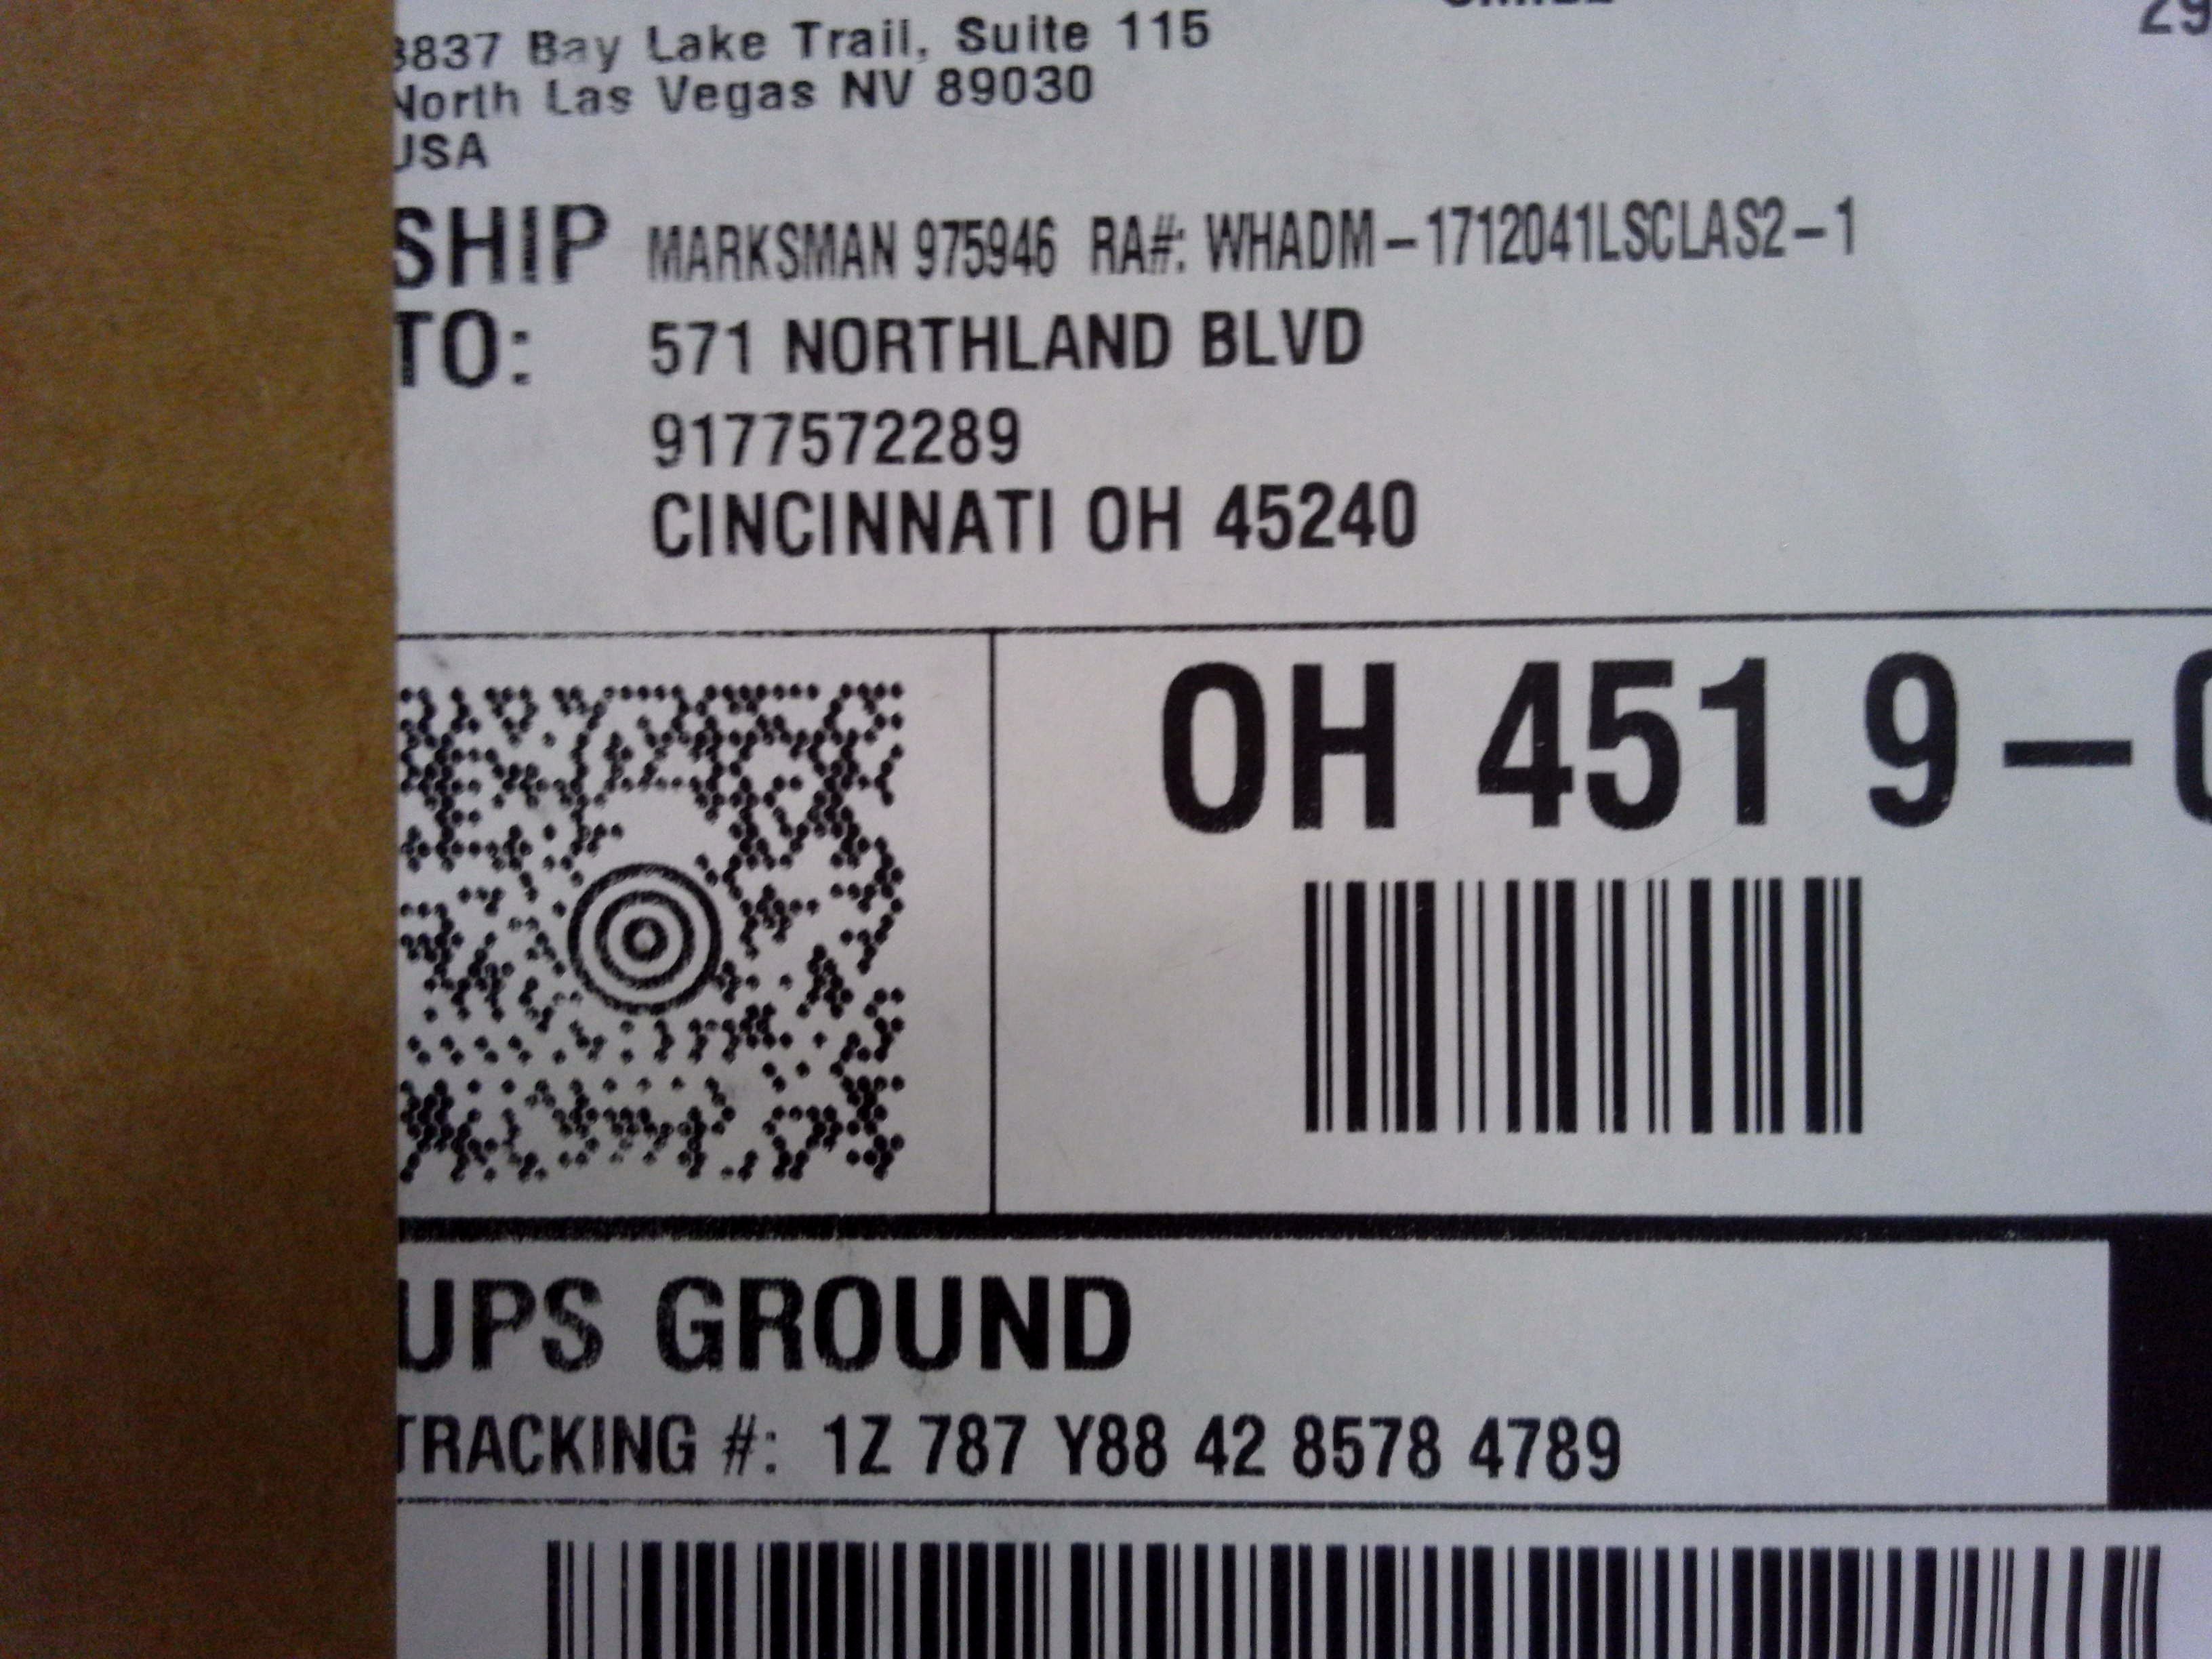 3837 Bay Lake Trail, Suite 115
North Las Vegas NV 89030
USA
SHIP TO:
MARKSMAN 975946 RA#: WHADM-1712041LSCLAS2-1
571 NORTHLAND BLVD
9177572289
CINCINNATI OH 45240
OH 451 9-
UPS GROUND
TRACKING #: 1Z 787 Y88 42 8578 4789